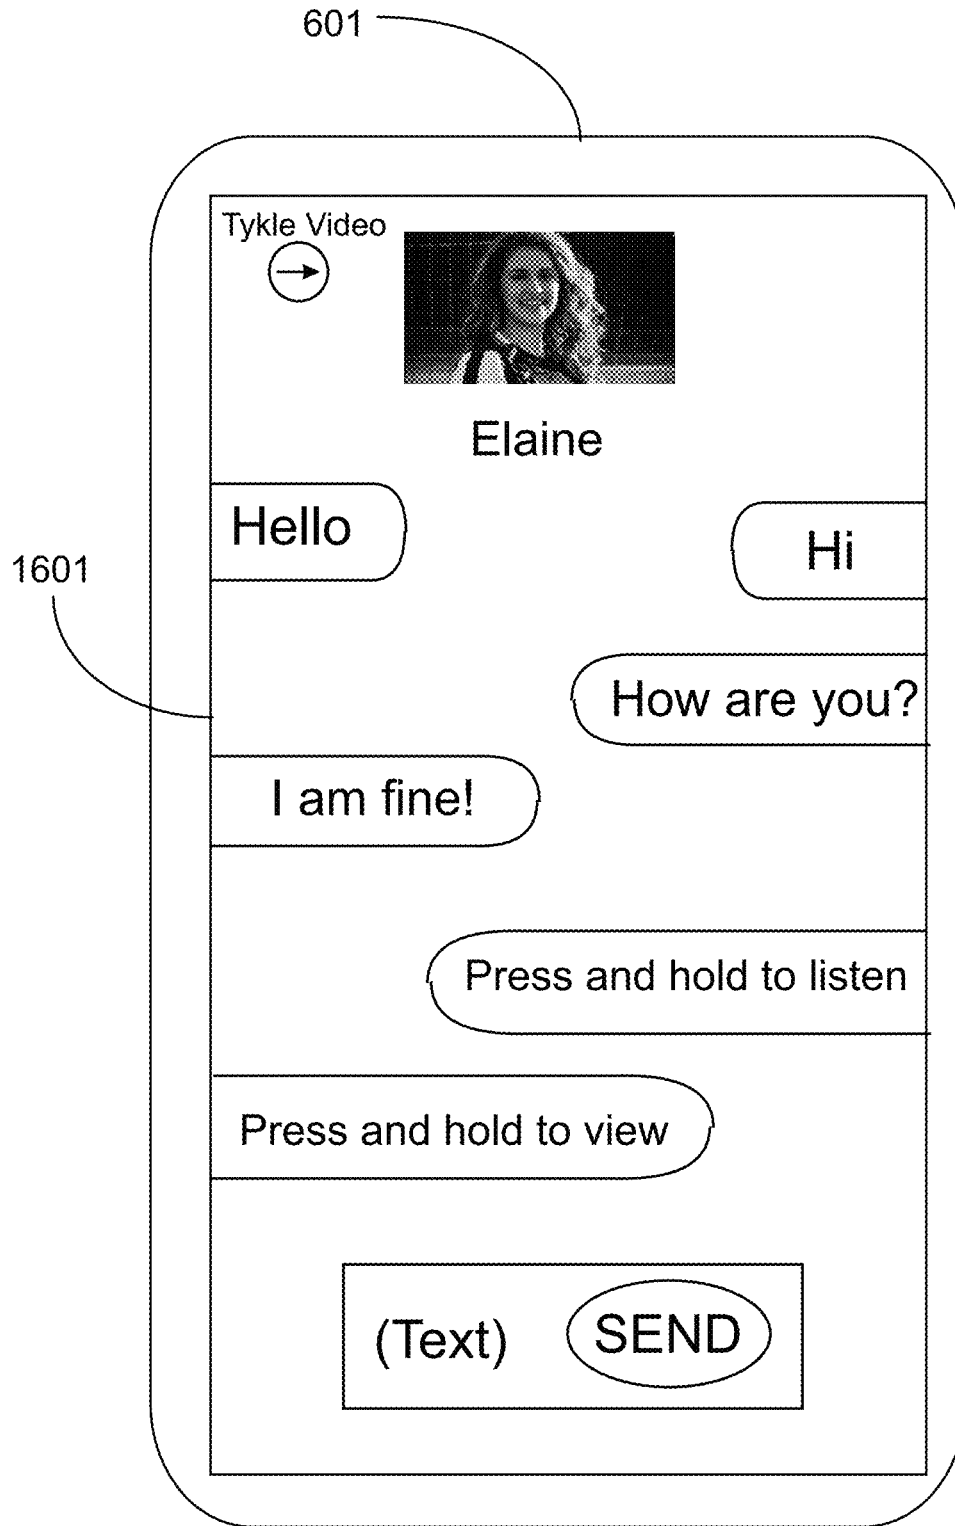 601
Tykle Video
Elaine
Hello
Hi
1601
How are you?
I am fine!
Press and hold to listen
Press and hold to view
(Text) SEND